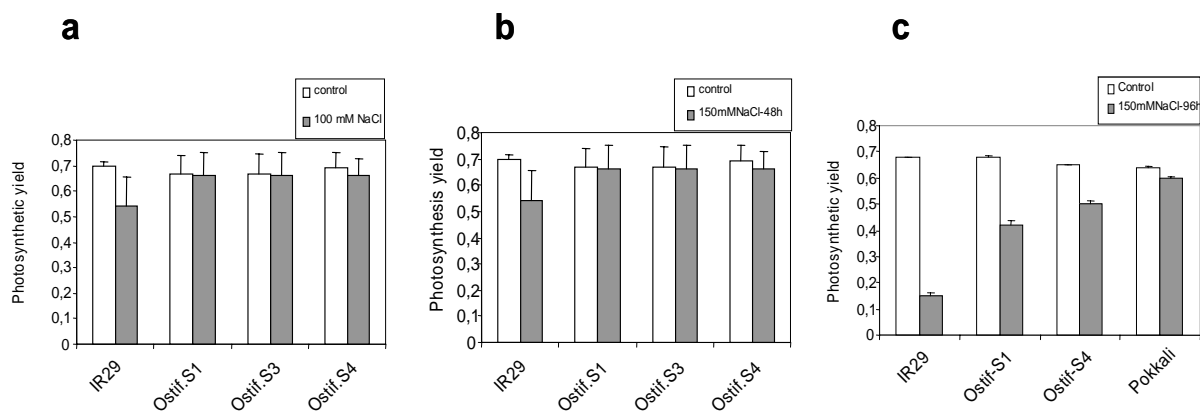 a
control
100 mM NaCl
Photosynthetic yield
0,8
0,7
0,6
0,5
0,4
0,3
0,2
0,1
0
IR29
Ostif.S1
Ostif.S3
Ostif.S4
b
control
150mMNaCl-48h
Photosynthesis yield
0,8
0,7
0,6
0,5
0,4
0,3
0,2
0,1
0
IR29
Ostif.S1
Ostif.S3
Ostif.S4
c
Control
150mMNaCl-96h
Photosynthetic yield
0,8
0,7
0,6
0,5
0,4
0,3
0,2
0,1
0
IR29
Ostif-S1
Ostif-S4
Pokkali